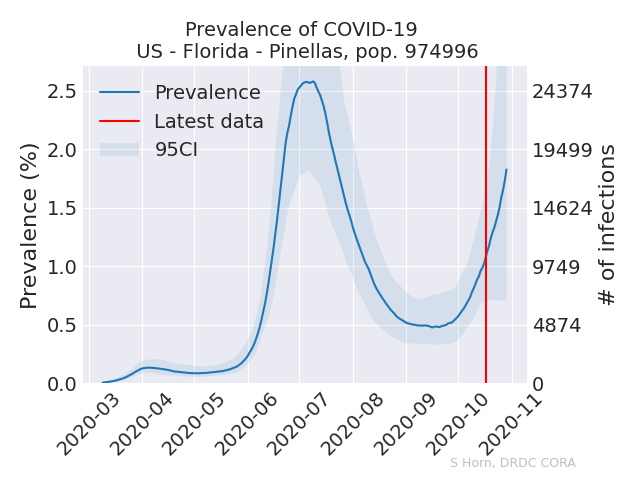 Prevalence of COVID-19
US - Florida - Pinellas, pop. 974996
Prevalence
Latest data
95CI
Prevalence (%)
2.5
2.0
1.5
1.0
0.5
0.0
24374
19499
14624
9749
4874
0
# of infections
2020-03
2020-04
2020-05
2020-06
2020-07
2020-08
2020-09
2020-10
2020-11
S Horn, DRDC CORA